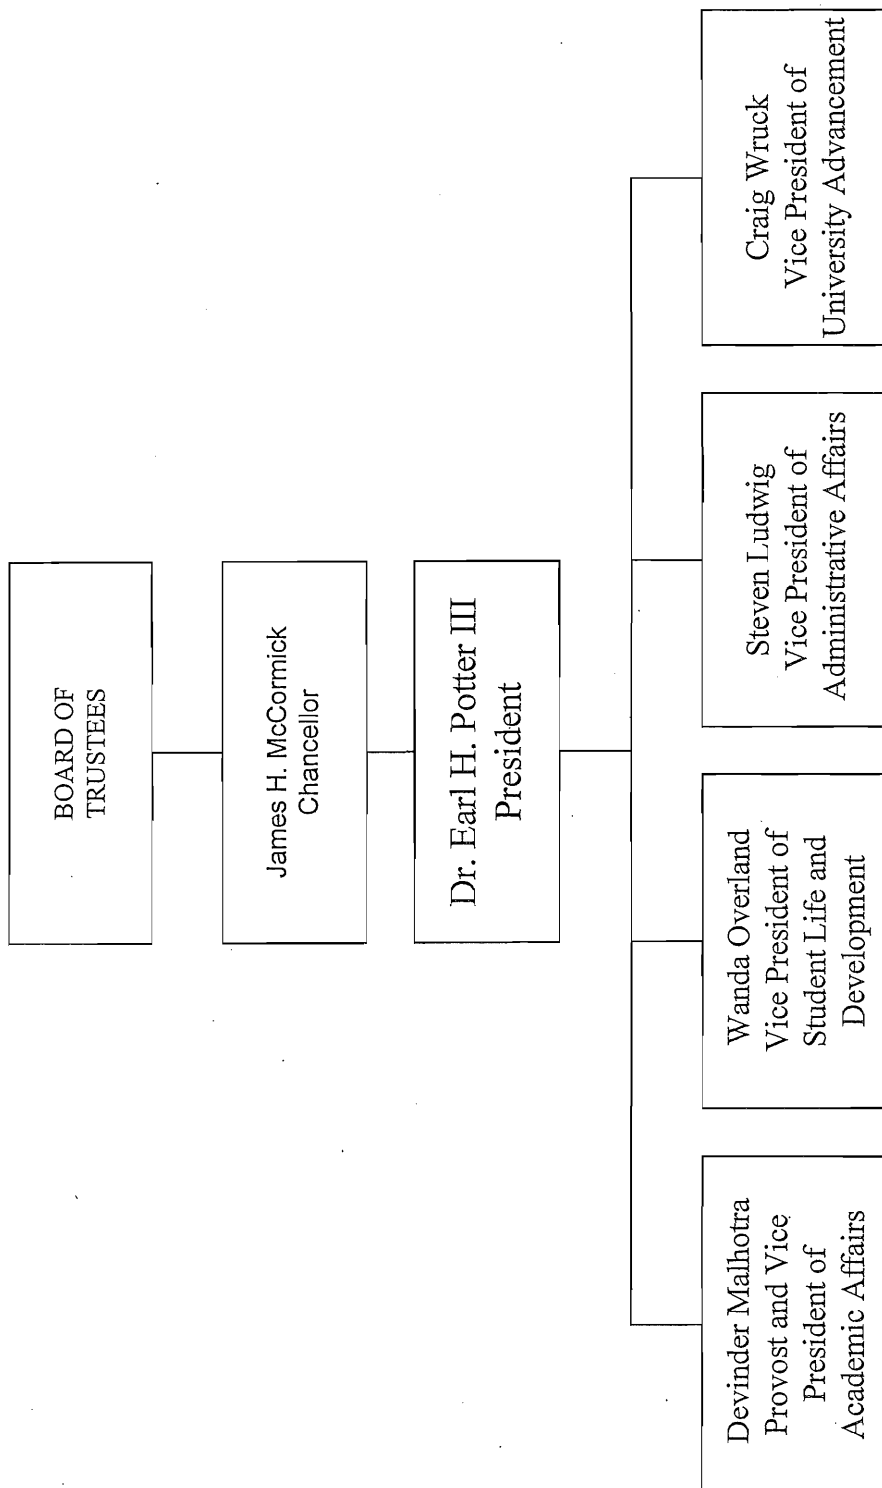 BOARD OF
TRUSTEES
James H. McCormick
Chancellor
Dr. Earl H. Potter III
President
Devinder Malhotra
Provost and Vice
President of
Academic Affairs
Wanda Overland
Vice President of
Student Life and
Development
Steven Ludwig
Vice President of
Administrative Affairs
Craig Wruck
Vice President of
University Advancement